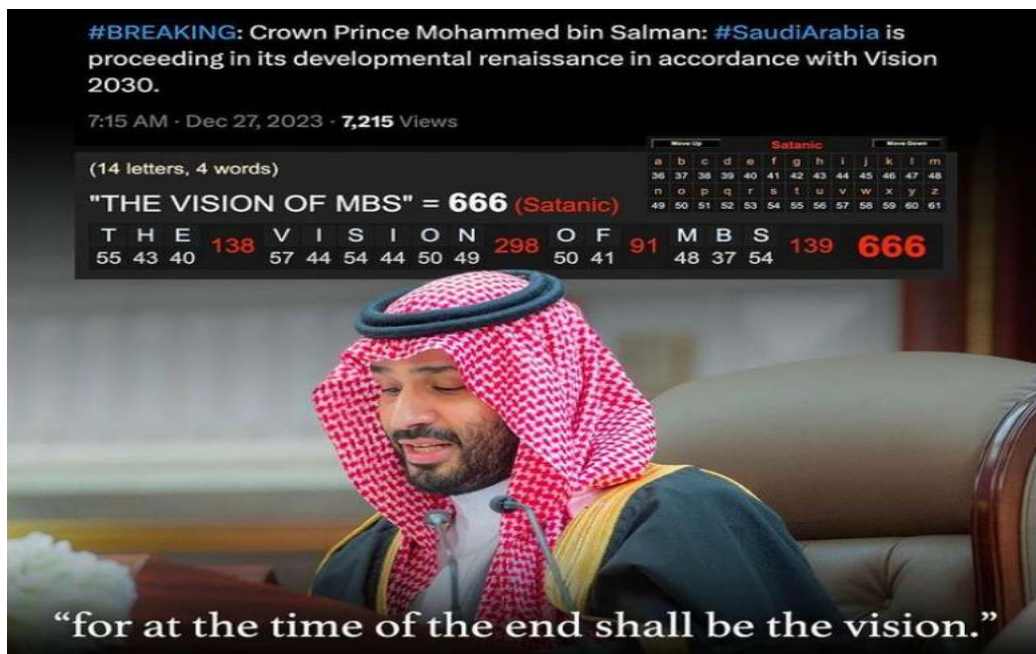 #BREAKING: Crown Prince Mohammed bin Salman: #SaudiArabia is
proceeding in its developmental renaissance in accordance with Vision
2030.
7:15 AM · Dec 27, 2023 · 7,215 Views
Move Up Satanic Move Down
a b c d e f g h i j k l m
36 37 38 39 40 41 42 43 44 45 46 47 48
n o p q r s t u v w x y z
49 50 51 52 53 54 55 56 57 58 59 60 61
(14 letters, 4 words)
"THE VISION OF MBS" = 666 (Satanic)
T H E 138 V I S I O N 298 O F 91 M B S 139 666
55 43 40 57 44 54 44 50 49 50 41 48 37 54
“for at the time of the end shall be the vision.”